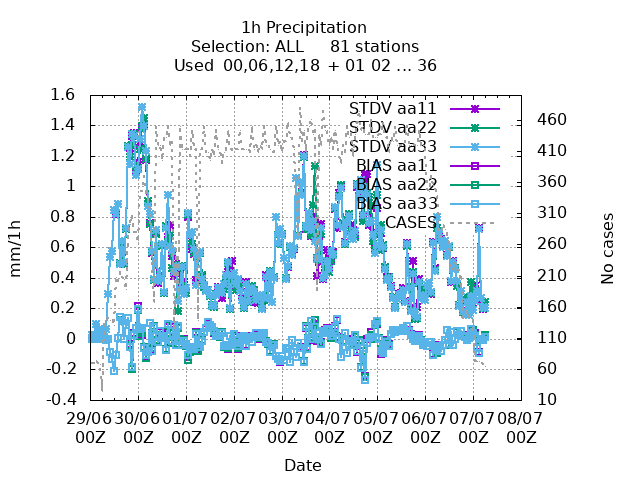 1h Precipitation
Selection: ALL 81 stations
Used 00,06,12,18 + 01 02 ... 36
mm/1h
1.6
1.4
1.2
1
0.8
0.6
0.4
0.2
0
-0.2
-0.4
STDV aa11
STDV aa22
STDV aa33
BIAS aa11
BIAS aa22
BIAS aa33
CASES
460
410
360
310
260
210
160
110
60
10
No cases
29/06 30/06 01/07 02/07 03/07 04/07 05/07 06/07 07/07 08/07
00Z 00Z 00Z 00Z 00Z 00Z 00Z 00Z 00Z 00Z
Date